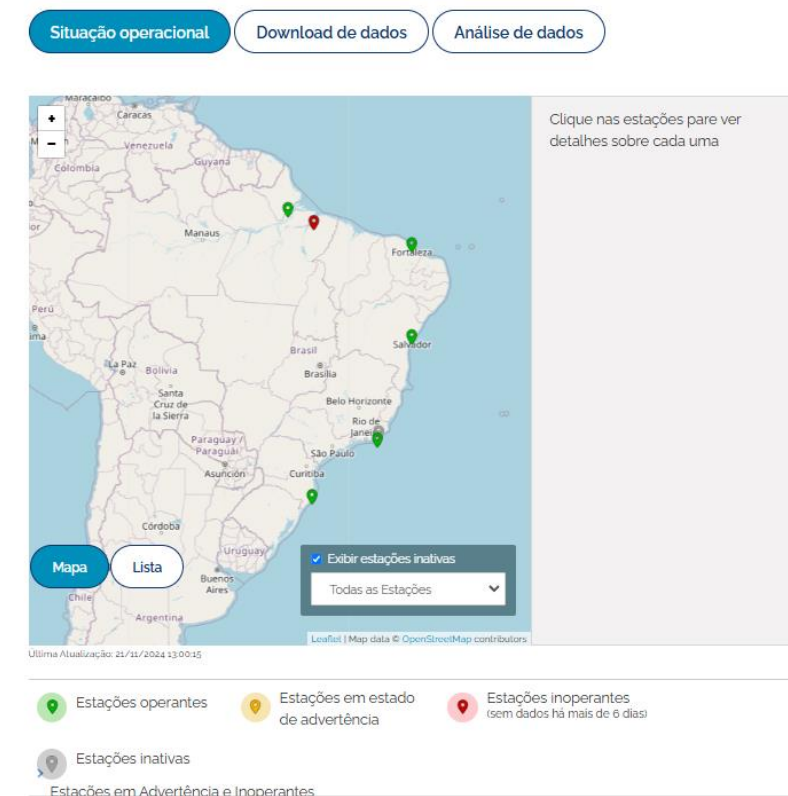 Situação operacional
Download de dados
Análise de dados
+
−
Maracaibo
Caracas
Venezuela
Guyana
Colombia
Manaus
Fortaleza
Perú
Brasil
Salvador
La Paz
Bolivia
Brasília
Santa
Cruz de
la Sierra
Belo Horizonte
Rio de
Janei
Paraguay /
Paraguái
São Paulo
Asunción
Curitiba
Córdoba
Uruguay
Buenos
Aires
Chile
Argentina
Mapa
Lista
Exibir estações inativas
Todas as Estações
Leaflet | Map data © OpenStreetMap contributors
Clique nas estações pare ver
detalhes sobre cada uma
Última Atualização: 21/11/2024 13:00:15
Estações operantes
Estações em estado
de advertência
Estações inoperantes
(sem dados há mais de 6 dias)
Estações inativas
Estações em Advertência e Inoperantes